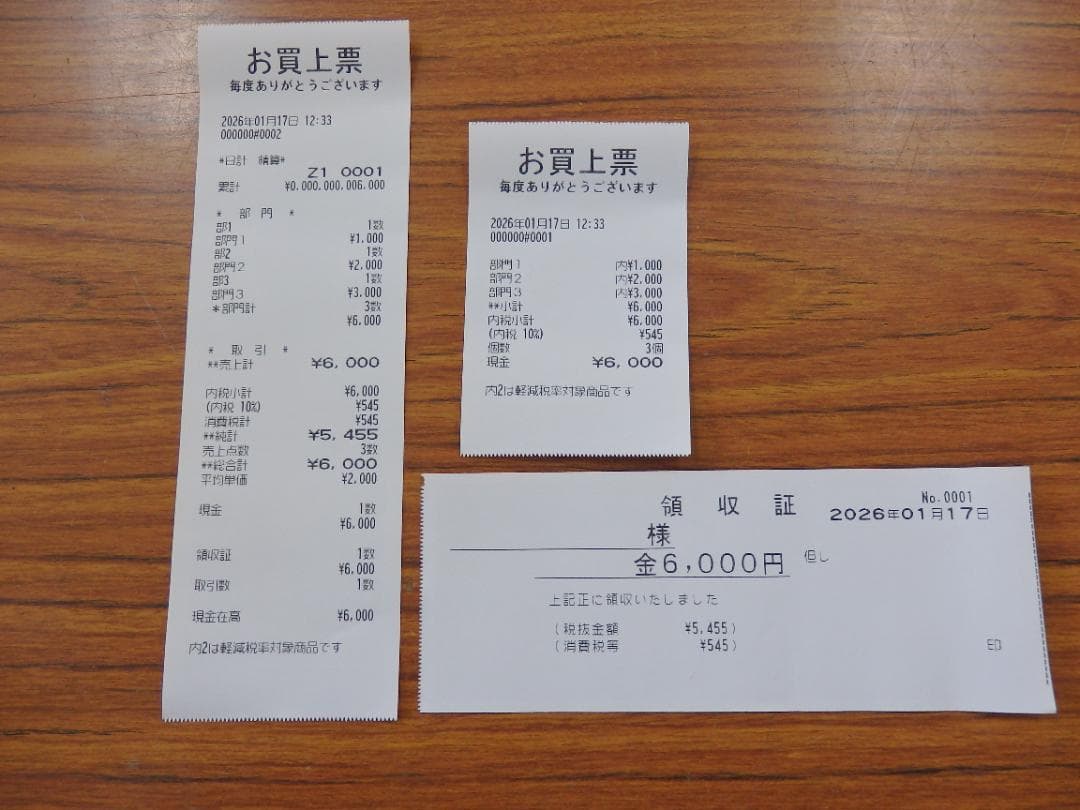 お買上票
毎度ありがとうございます
2026年01月17日 12:33
000000#0002
*日計 精算*
Z1 0001
累計 ¥0,000,000,006,000
* 部 門 *
部1 1数
部門1 ¥1,000
部2 1数
部門2 ¥2,000
部3 1数
部門3 ¥3,000
*部門計 3数
¥6,000
* 取 引 *
**売上計 ¥6,000
内税小計 ¥6,000
(内税 10%) ¥545
消費税計 ¥545
**純計 ¥5,455
売上点数 3数
**総合計 ¥6,000
平均単価 ¥2,000
現金 1数
¥6,000
領収証 1数
¥6,000
取引数 1数
現金在高 ¥6,000
内2は軽減税率対象商品です
お買上票
毎度ありがとうございます
2026年01月17日 12:33
000000#0001
部門1 内¥1,000
部門2 内¥2,000
部門3 内¥3,000
**小計 ¥6,000
内税小計 ¥6,000
(内税 10%) ¥545
個数 3個
現金 ¥6,000
内2は軽減税率対象商品です
領 収 証 No.0001
2026年01月17日
様
金6,000円 但し
上記正に領収いたしました
(税抜金額 ¥5,455)
(消費税等 ¥545)
ED